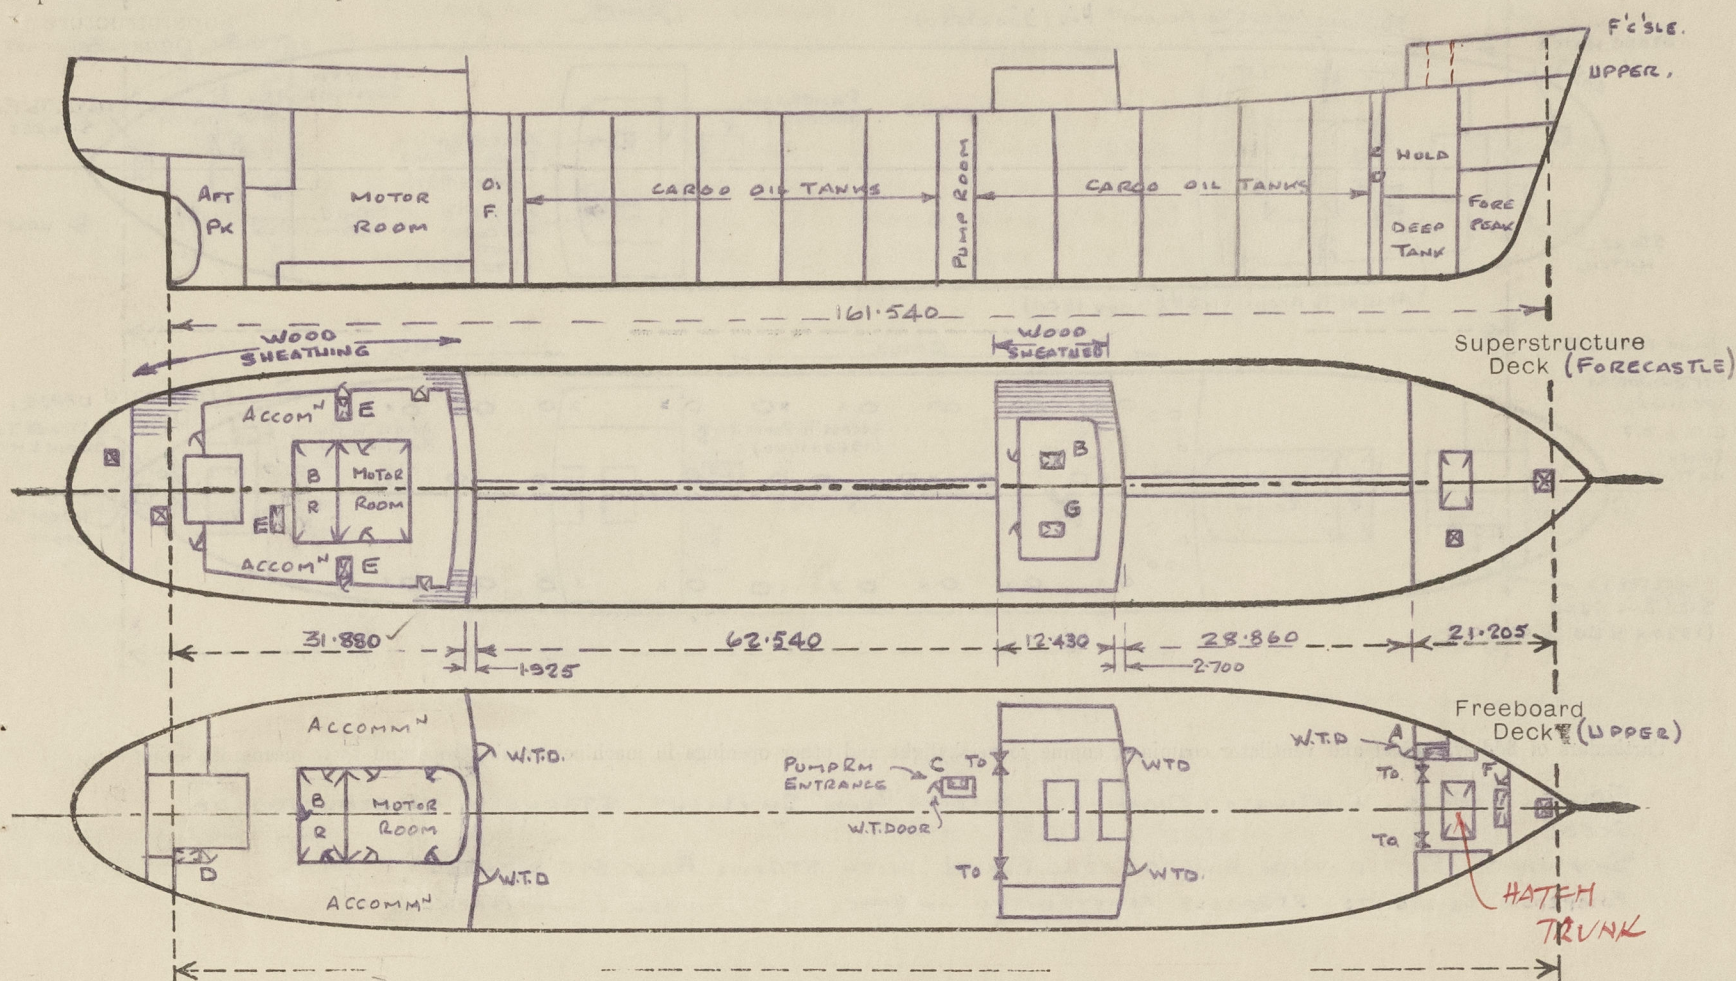 F'C'SLE.
UPPER.
AFT
PK
MOTOR
ROOM
O.
F.
CARGO OIL TANKS
PUMP ROOM
CARGO OIL TANKS
HOLD
DEEP
TANK
FORE
PEAK
161.540
WOOD
SHEATHING
WOOD
SHEATHED
Superstructure
Deck (FORECASTLE)
ACCOMN
E
B
R
MOTOR
ROOM
E
ACCOMN
E
B
G
31.880
1.925
62.540
12.430
28.860
2.700
21.205
Freeboard
Deck (UPPER)
ACCOMMN
W.T.D.
B
R
MOTOR
ROOM
D
W.T.D
ACCOMMN
PUMP RM
ENTRANCE
C
W.T. DOOR
TO
WTD
TO
WTD.
W.T.D
A
TO.
F
TO.
HATCH
TRUNK